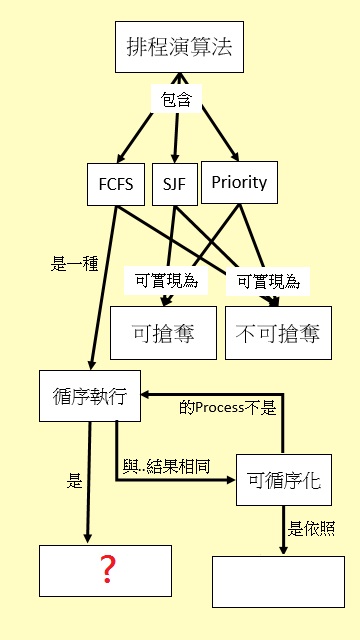 排程演算法
包含
FCFS
SJF
Priority
是一種
可實現為
可實現為
可搶奪
不可搶奪
循序執行
的Process不是
是
與..結果相同
可循序化
是依照
?